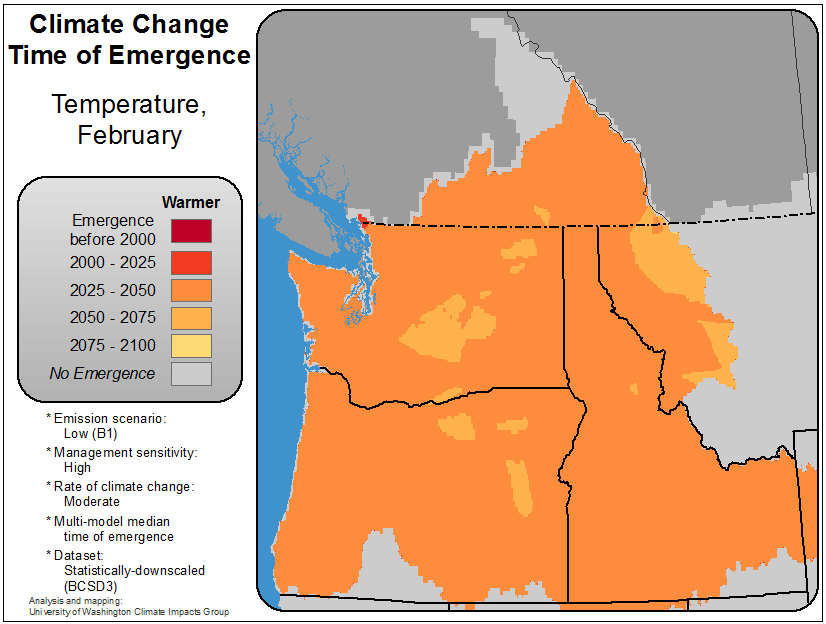 Climate Change
Time of Emergence
Temperature,
February
Warmer
Emergence
before 2000
2000 - 2025
2025 - 2050
2050 - 2075
2075 - 2100
No Emergence
* Emission scenario:
Low (B1)
* Management sensitivity:
High
* Rate of climate change:
Moderate
* Multi-model median
time of emergence
* Dataset:
Statistically-downscaled
(BCSD3)
Analysis and mapping:
University of Washington Climate Impacts Group